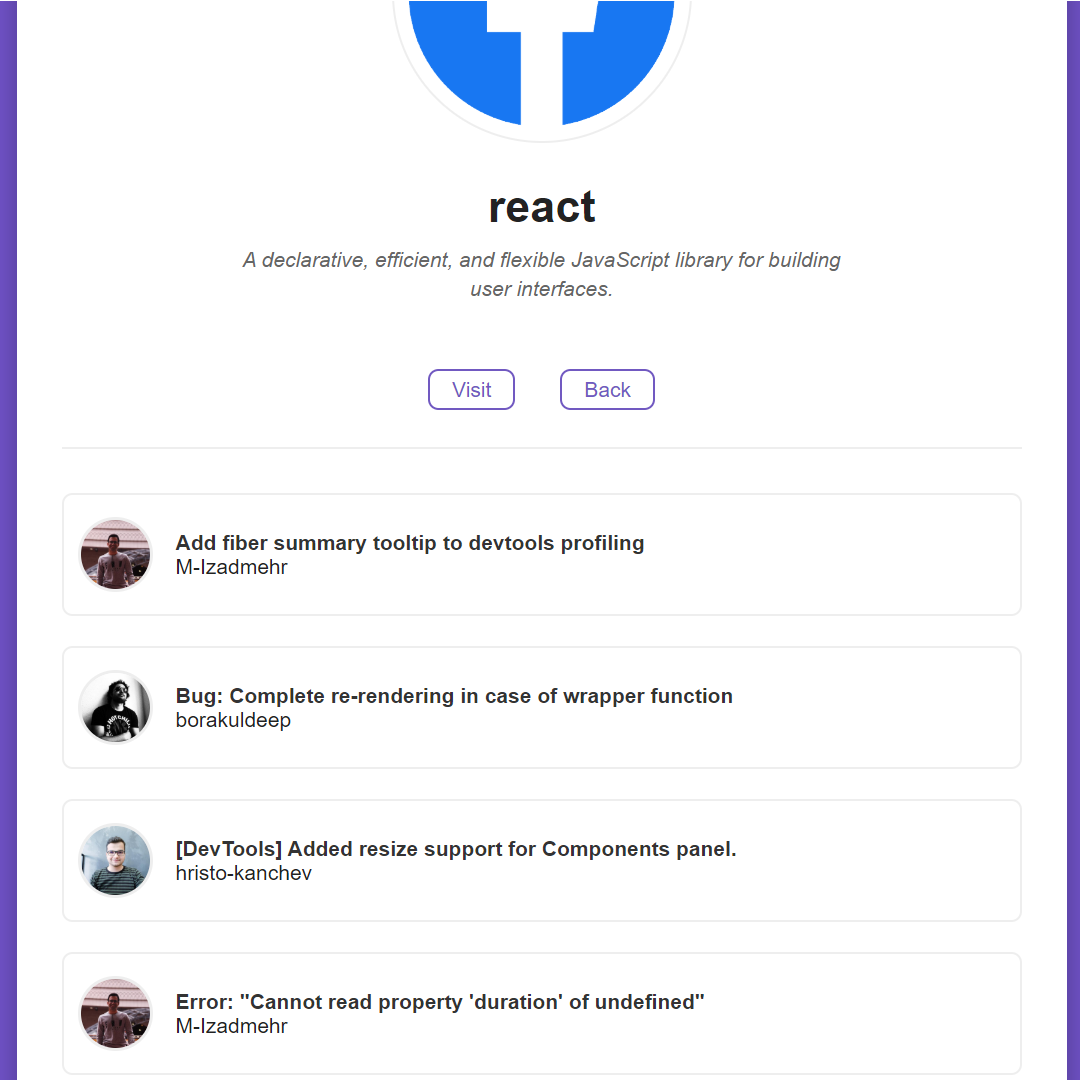 react
A declarative, efficient, and flexible JavaScript library for building
user interfaces.
Visit
Back
Add fiber summary tooltip to devtools profiling
M-Izadmehr
Bug: Complete re-rendering in case of wrapper function
borakuldeep
[DevTools] Added resize support for Components panel.
hristo-kanchev
Error: "Cannot read property 'duration' of undefined"
M-Izadmehr